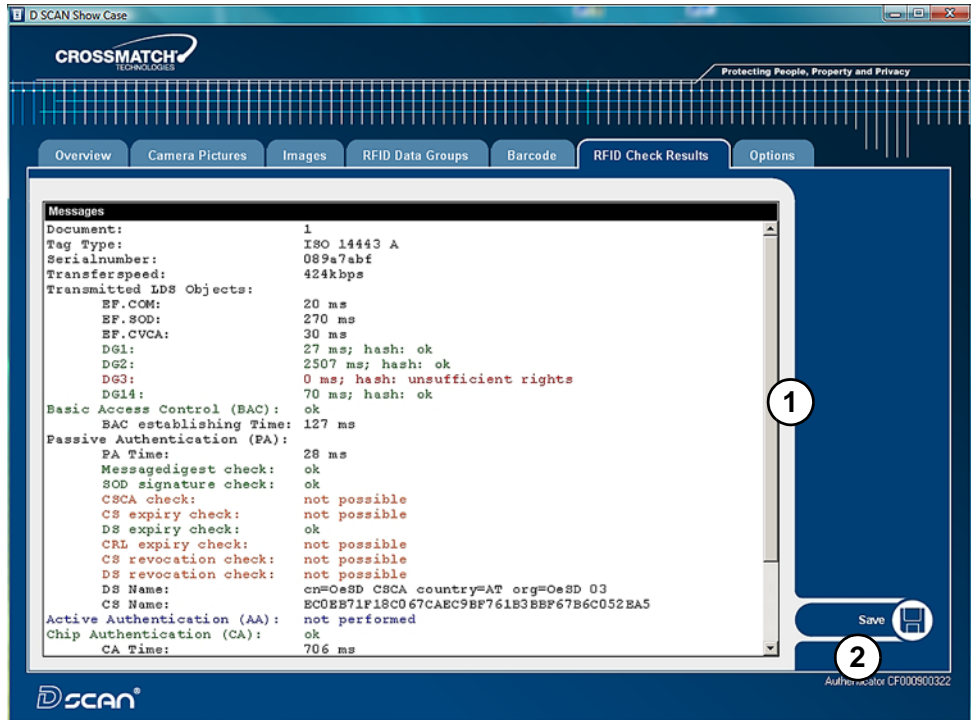 D SCAN Show Case
CROSSMATCH
TECHNOLOGIES
Protecting People, Property and Privacy
Overview Camera Pictures Images RFID Data Groups Barcode RFID Check Results Options
Messages
Document: 1
Tag Type: ISO 14443 A
Serialnumber: 089a7abf
Transferspeed: 424kbps
Transmitted LDS Objects:
EF.COM: 20 ms
EF.SOD: 270 ms
EF.CVCA: 30 ms
DG1: 27 ms; hash: ok
DG2: 2507 ms; hash: ok
DG3: 0 ms; hash: unsufficient rights
DG14: 70 ms; hash: ok
Basic Access Control (BAC): ok
BAC establishing Time: 127 ms
Passive Authentication (PA):
PA Time: 28 ms
Messagedigest check: ok
SOD signature check: ok
CSCA check: not possible
CS expiry check: not possible
DS expiry check: ok
CRL expiry check: not possible
CS revocation check: not possible
DS revocation check: not possible
DS Name: cn=OeSD CSCA country=AT org=OeSD 03
CS Name: EC0EB71F18C067CAEC9BF761B3BBF67B6C052EA5
Active Authentication (AA): not performed
Chip Authentication (CA): ok
CA Time: 706 ms
1
Save
2
Dscan®
Authenticator CF000900322